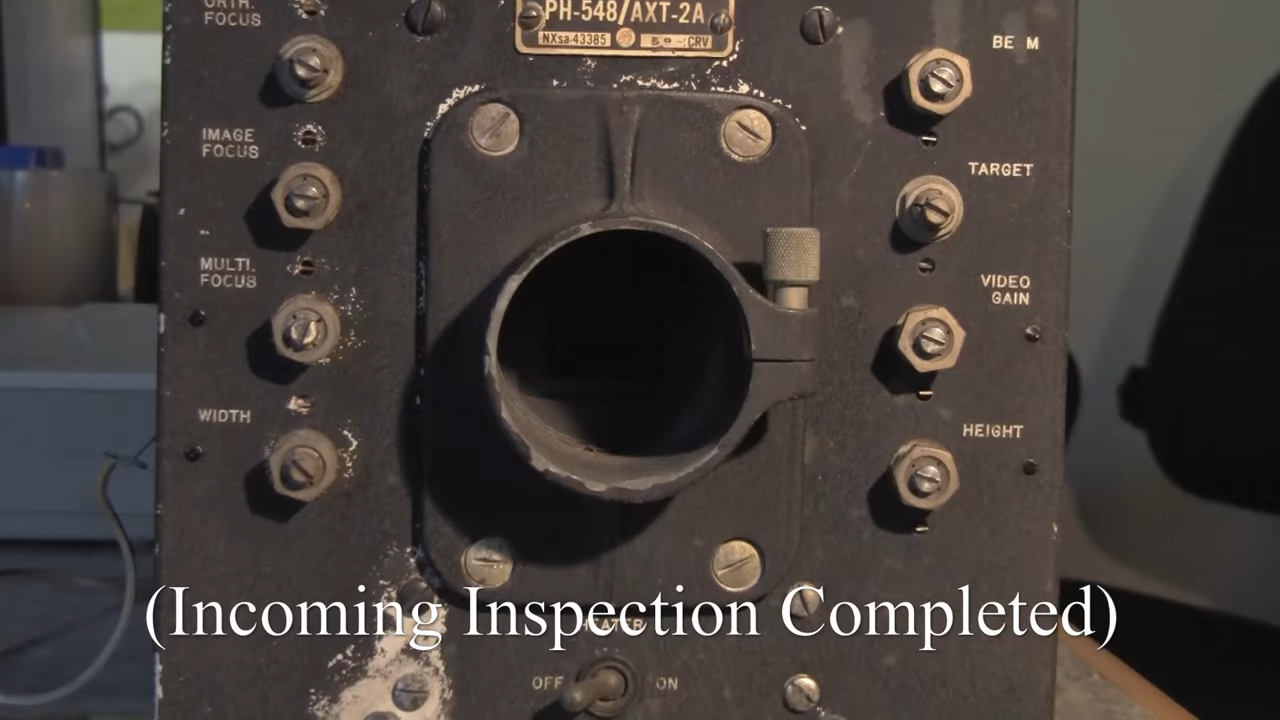 ORTH.
FOCUS
PH-548/AXT-2A
NXsa-43385
CRV
BE M
IMAGE
FOCUS
TARGET
MULTI.
FOCUS
VIDEO
GAIN
WIDTH
HEIGHT
(Incoming Inspection Completed)
HEATER
OFF
ON